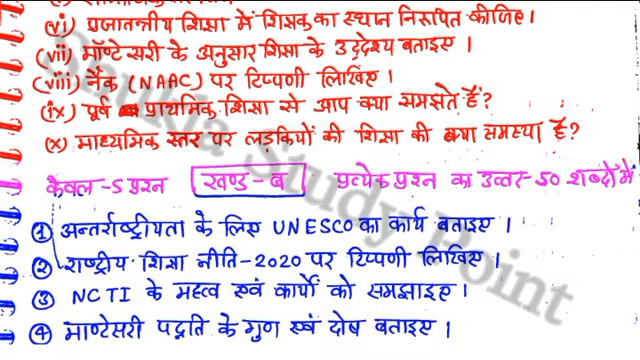 (vi) प्रजातन्त्रीय शिक्षा में शिक्षक का स्थान निरूपित कीजिए।
(vii) मॉण्टेसरी के अनुसार शिक्षा के उद्देश्य बताइए।
(viii) नैक (NAAC) पर टिप्पणी लिखिए।
(ix) पूर्व प्राथमिक शिक्षा से आप क्या समझते हैं?
(x) माध्यमिक स्तर पर लड़कियों की शिक्षा की क्या समस्या है?
केवल-5 प्रश्न खण्ड-ब प्रत्येक प्रश्न का उत्तर-50 शब्दों में
① अन्तर्राष्ट्रीयता के लिए UNESCO का कार्य बताइए।
② राष्ट्रीय शिक्षा नीति-2020 पर टिप्पणी लिखिए।
③ NCTI के महत्व एवं कार्यों को समझाइए।
④ माण्टेसरी पद्धति के गुण एवं दोष बताइए।
Shukla Study Point